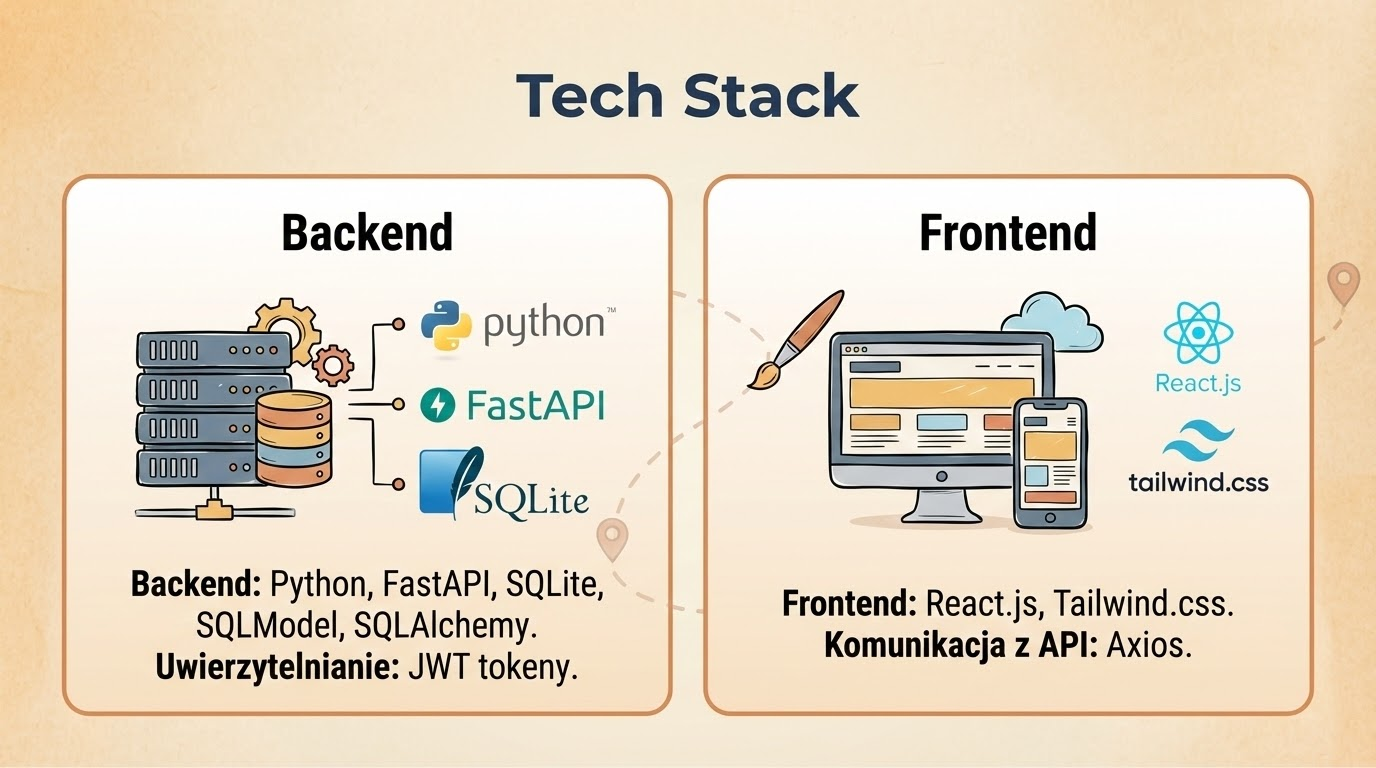 Tech Stack
Backend
python™
FastAPI
SQLite
Backend: Python, FastAPI, SQLite,
SQLModel, SQLAlchemy.
Uwierzytelnianie: JWT tokeny.
Frontend
React.js
tailwind.css
Frontend: React.js, Tailwind.css.
Komunikacja z API: Axios.